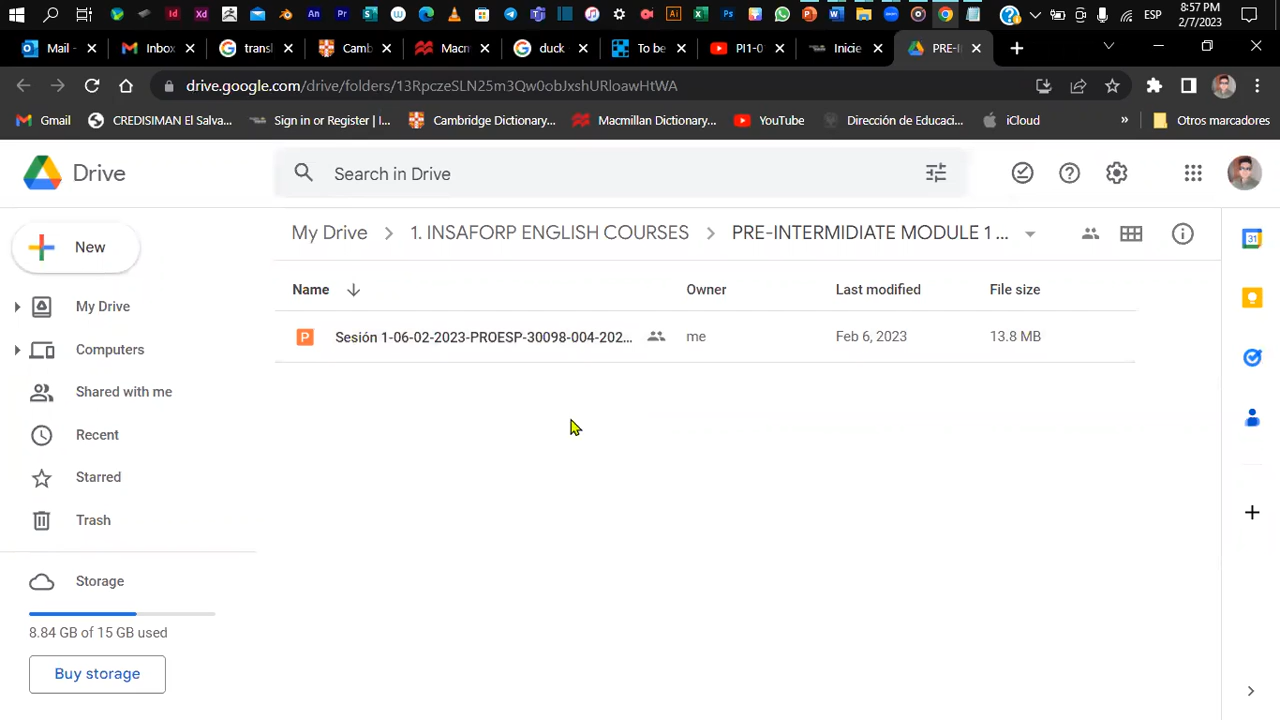 8:57 PM
ESP
2/7/2023
Mail -
Inbox
transl
Camb
Macm
duck
To be
PI1-0
Inicie
PRE-I
drive.google.com/drive/folders/13RpczeSLN25m3Qw0obJxshURloawHtWA
Gmail
CREDISIMAN El Salva...
Sign in or Register | I...
Cambridge Dictionary...
Macmillan Dictionary...
YouTube
Dirección de Educaci...
iCloud
»
Otros marcadores
Drive
Search in Drive
New
My Drive > 1. INSAFORP ENGLISH COURSES > PRE-INTERMIDIATE MODULE 1 ...
Name
Owner
Last modified
File size
My Drive
Sesión 1-06-02-2023-PROESP-30098-004-202...
me
Feb 6, 2023
13.8 MB
Computers
Shared with me
Recent
Starred
Trash
Storage
8.84 GB of 15 GB used
Buy storage